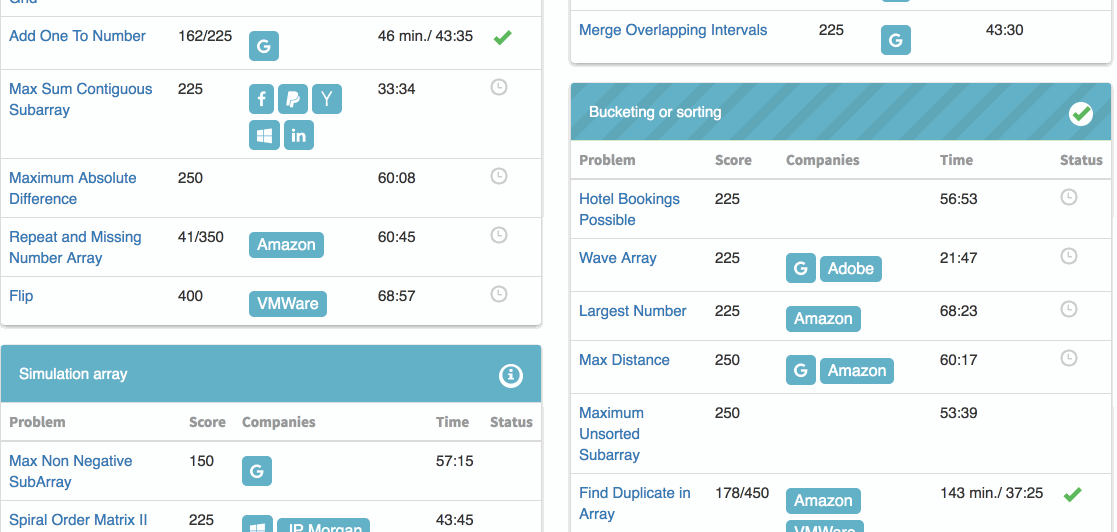 Grid
Add One To Number 162/225 G 46 min./ 43:35
Max Sum Contiguous 225 f P Y 33:34
Subarray in
Maximum Absolute 250 60:08
Difference
Repeat and Missing 41/350 Amazon 60:45
Number Array
Flip 400 VMWare 68:57
Simulation array
Problem Score Companies Time Status
Max Non Negative 150 G 57:15
SubArray
Spiral Order Matrix II 225 JP Morgan 43:45
Merge Overlapping Intervals 225 G 43:30
Bucketing or sorting
Problem Score Companies Time Status
Hotel Bookings 225 56:53
Possible
Wave Array 225 G Adobe 21:47
Largest Number 225 Amazon 68:23
Max Distance 250 G Amazon 60:17
Maximum 250 53:39
Unsorted
Subarray
Find Duplicate in 178/450 Amazon 143 min./ 37:25
Array VMWare